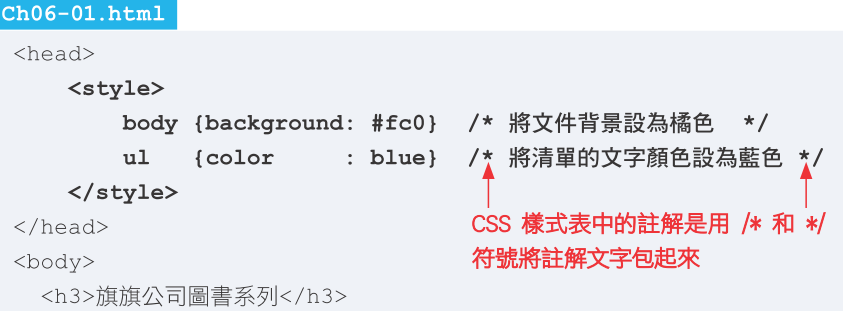 Ch06-01.html
<head>
<style>
body {background: #fc0} /* 將文件背景設為橘色 */
ul {color : blue} /* 將清單的文字顏色設為藍色 */
</style>
CSS 樣式表中的註解是用 /* 和 */
符號將註解文字包起來
</head>
<body>
<h3>旗旗公司圖書系列</h3>